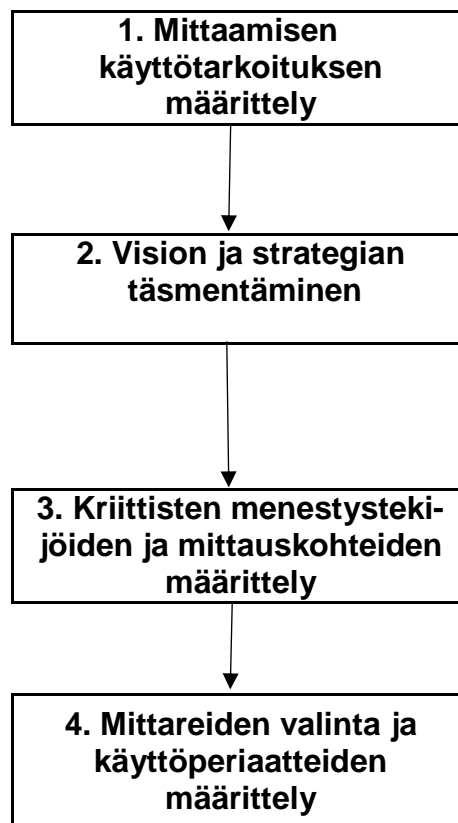 1. Mittaamisen
käyttötarkoituksen
määrittely
2. Vision ja strategian
täsmentäminen
3. Kriittisten menestysteki-
jöiden ja mittauskohteiden
määrittely
4. Mittareiden valinta ja
käyttöperiaatteiden
määrittely